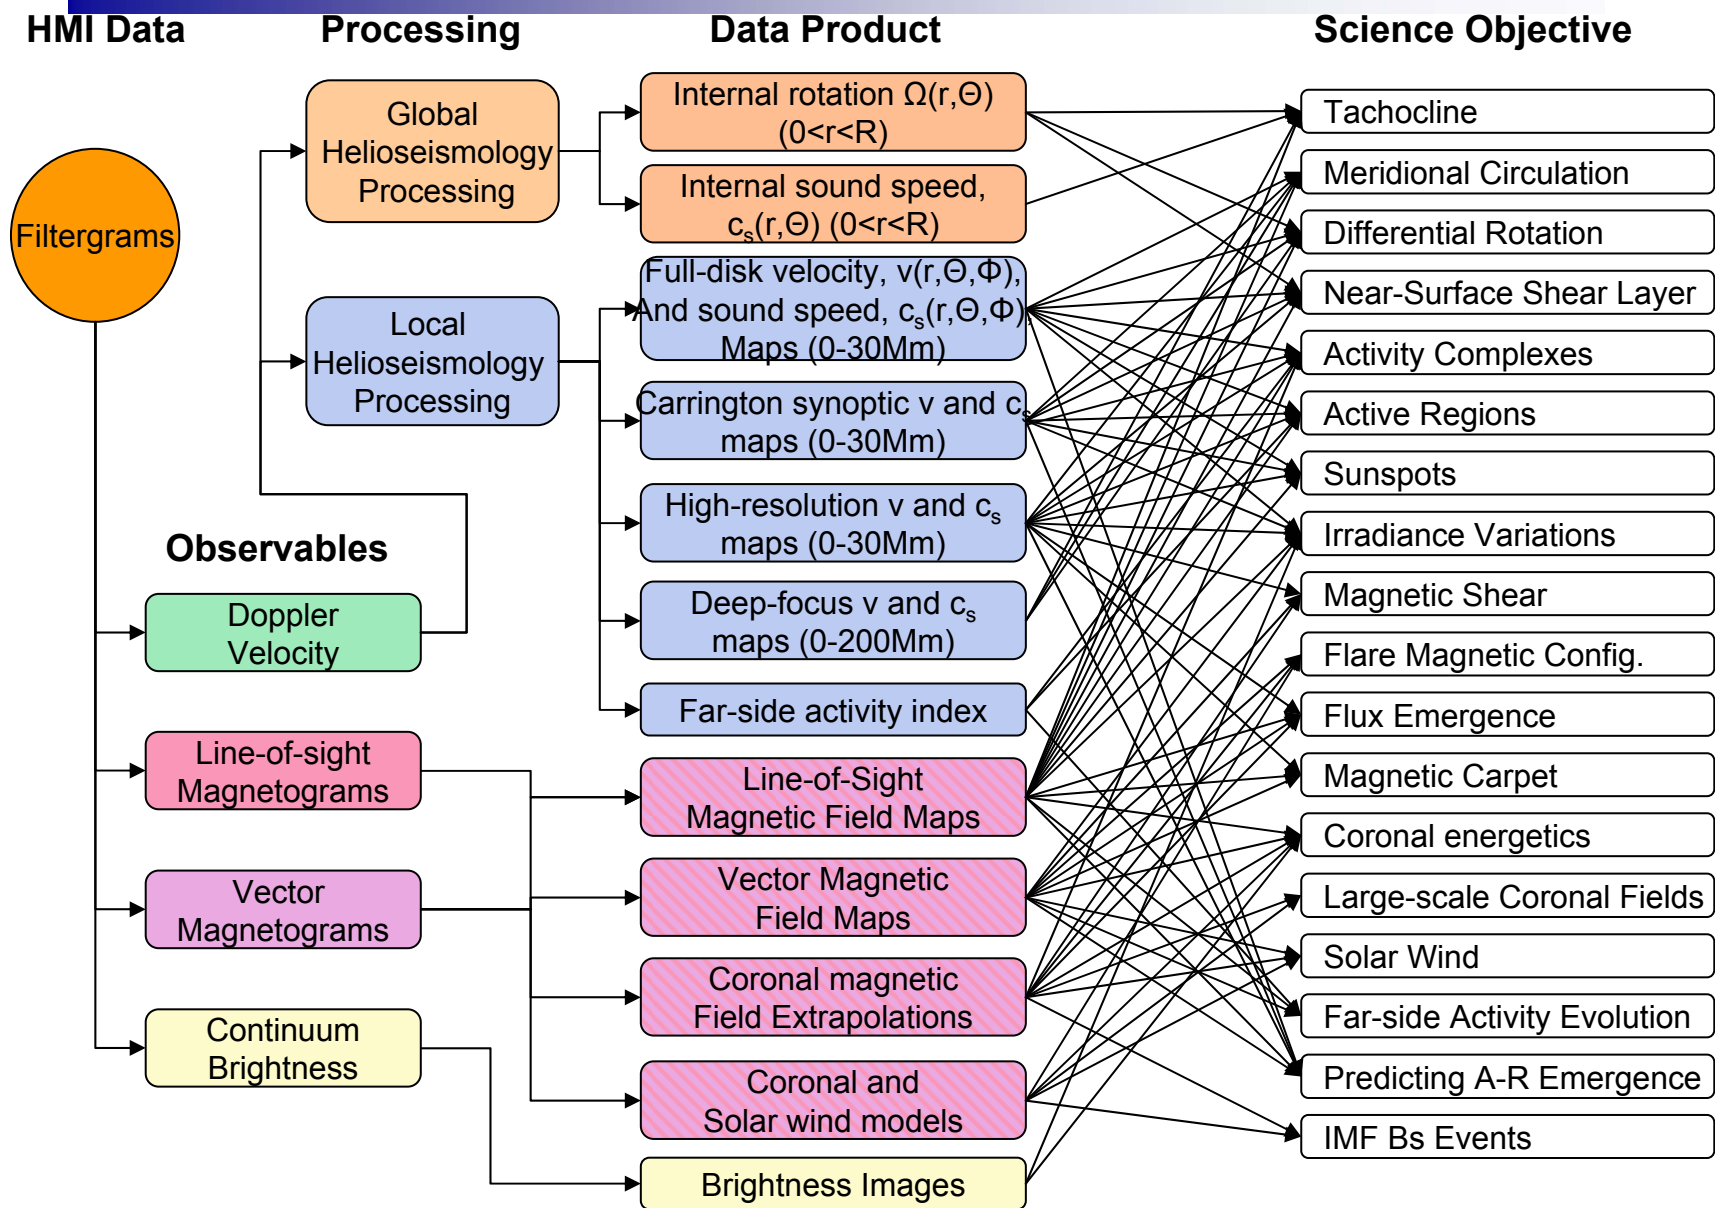 HMI Data
Processing
Data Product
Science Objective
Filtergrams
Observables
Doppler
Velocity
Line-of-sight
Magnetograms
Vector
Magnetograms
Continuum
Brightness
Global
Helioseismology
Processing
Local
Helioseismology
Processing
Internal rotation Ω(r,Θ)
(0<r<R)
Internal sound speed,
cs(r,Θ) (0<r<R)
Full-disk velocity, v(r,Θ,Φ),
And sound speed, cs(r,Θ,Φ),
Maps (0-30Mm)
Carrington synoptic v and cs
maps (0-30Mm)
High-resolution v and cs
maps (0-30Mm)
Deep-focus v and cs
maps (0-200Mm)
Far-side activity index
Line-of-Sight
Magnetic Field Maps
Vector Magnetic
Field Maps
Coronal magnetic
Field Extrapolations
Coronal and
Solar wind models
Brightness Images
Tachocline
Meridional Circulation
Differential Rotation
Near-Surface Shear Layer
Activity Complexes
Active Regions
Sunspots
Irradiance Variations
Magnetic Shear
Flare Magnetic Config.
Flux Emergence
Magnetic Carpet
Coronal energetics
Large-scale Coronal Fields
Solar Wind
Far-side Activity Evolution
Predicting A-R Emergence
IMF Bs Events